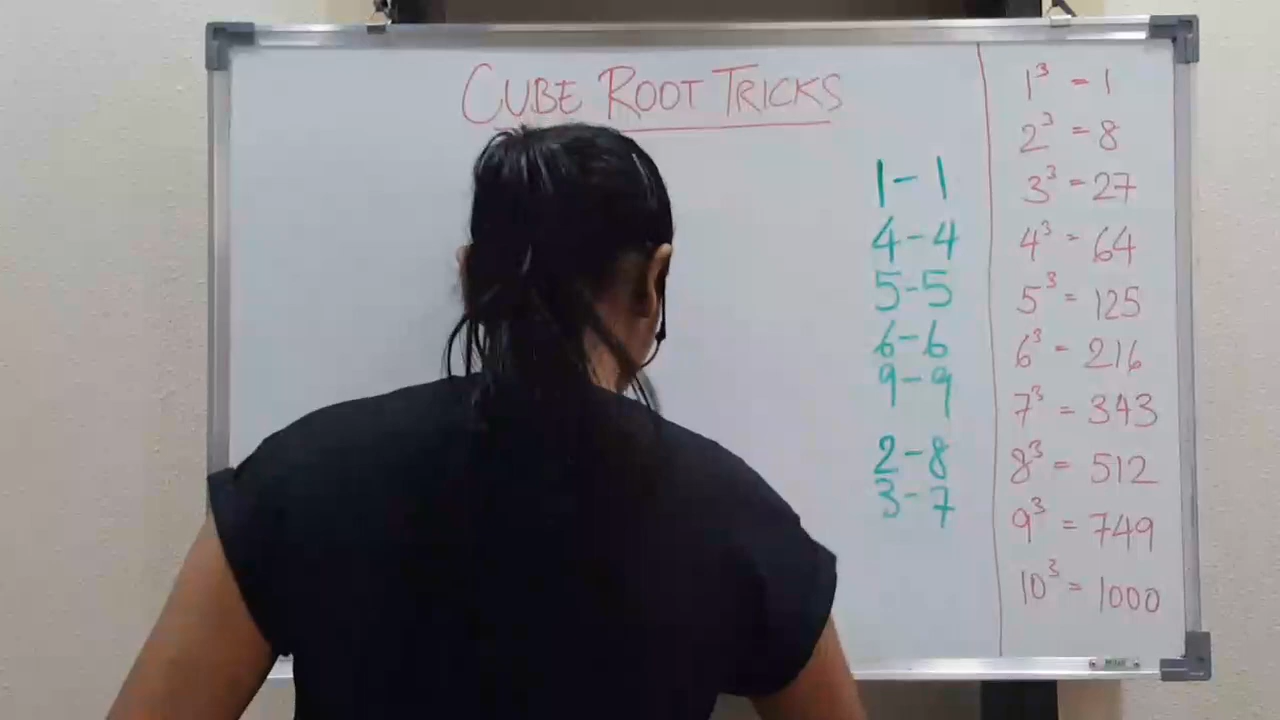 CUBE ROOT TRICKS
1 - 1
4 - 4
5 - 5
6 - 6
9 - 9
2 - 8
3 - 7
1³ = 1
2³ = 8
3³ = 27
4³ = 64
5³ = 125
6³ = 216
7³ = 343
8³ = 512
9³ = 749
10³ = 1000